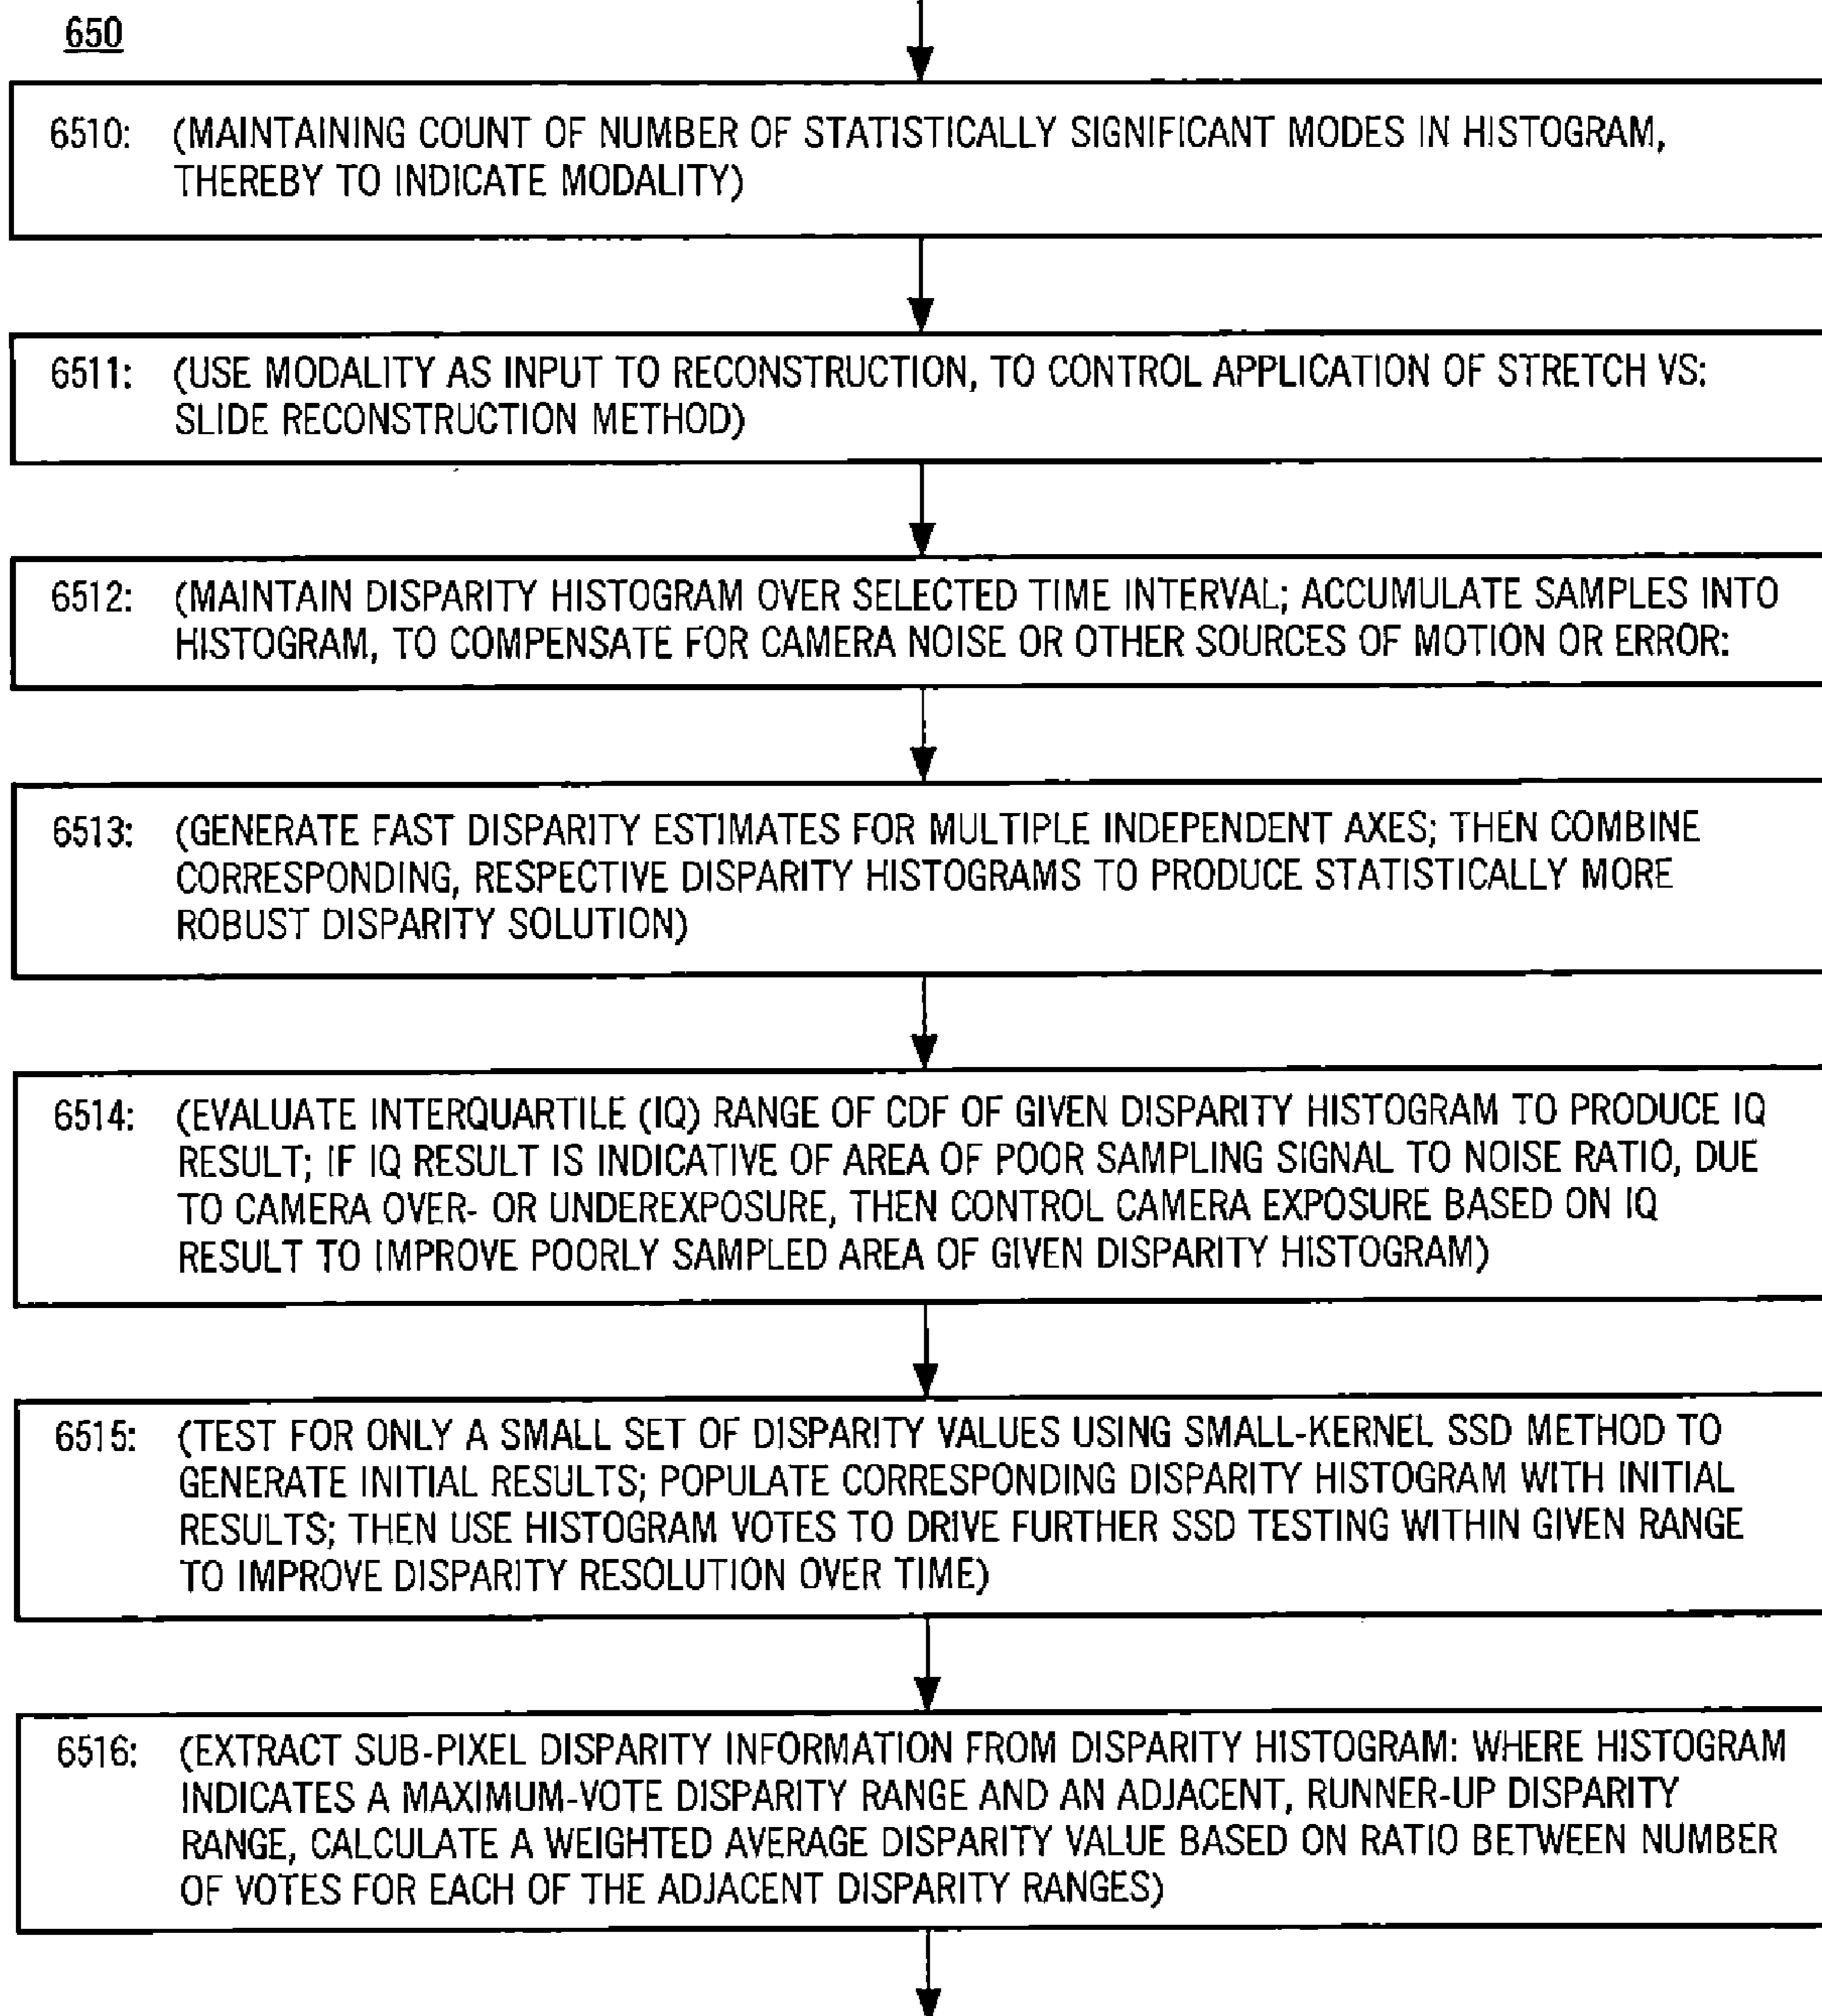 650
6510: (MAINTAINING COUNT OF NUMBER OF STATISTICALLY SIGNIFICANT MODES IN HISTOGRAM,
THEREBY TO INDICATE MODALITY)
6511: (USE MODALITY AS INPUT TO RECONSTRUCTION, TO CONTROL APPLICATION OF STRETCH VS:
SLIDE RECONSTRUCTION METHOD)
6512: (MAINTAIN DISPARITY HISTOGRAM OVER SELECTED TIME INTERVAL; ACCUMULATE SAMPLES INTO
HISTOGRAM, TO COMPENSATE FOR CAMERA NOISE OR OTHER SOURCES OF MOTION OR ERROR:
6513: (GENERATE FAST DISPARITY ESTIMATES FOR MULTIPLE INDEPENDENT AXES; THEN COMBINE
CORRESPONDING, RESPECTIVE DISPARITY HISTOGRAMS TO PRODUCE STATISTICALLY MORE
ROBUST DISPARITY SOLUTION)
6514: (EVALUATE INTERQUARTILE (IQ) RANGE OF CDF OF GIVEN DISPARITY HISTOGRAM TO PRODUCE IQ
RESULT; IF IQ RESULT IS INDICATIVE OF AREA OF POOR SAMPLING SIGNAL TO NOISE RATIO, DUE
TO CAMERA OVER- OR UNDEREXPOSURE, THEN CONTROL CAMERA EXPOSURE BASED ON IQ
RESULT TO IMPROVE POORLY SAMPLED AREA OF GIVEN DISPARITY HISTOGRAM)
6515: (TEST FOR ONLY A SMALL SET OF DISPARITY VALUES USING SMALL-KERNEL SSD METHOD TO
GENERATE INITIAL RESULTS; POPULATE CORRESPONDING DISPARITY HISTOGRAM WITH INITIAL
RESULTS; THEN USE HISTOGRAM VOTES TO DRIVE FURTHER SSD TESTING WITHIN GIVEN RANGE
TO IMPROVE DISPARITY RESOLUTION OVER TIME)
6516: (EXTRACT SUB-PIXEL DISPARITY INFORMATION FROM DISPARITY HISTOGRAM: WHERE HISTOGRAM
INDICATES A MAXIMUM-VOTE DISPARITY RANGE AND AN ADJACENT, RUNNER-UP DISPARITY
RANGE, CALCULATE A WEIGHTED AVERAGE DISPARITY VALUE BASED ON RATIO BETWEEN NUMBER
OF VOTES FOR EACH OF THE ADJACENT DISPARITY RANGES)